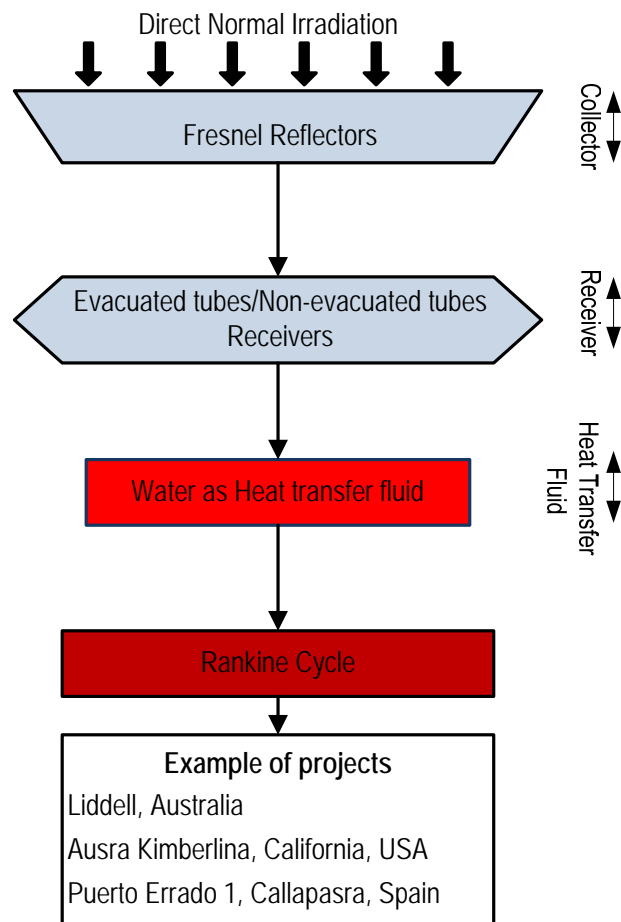 Direct Normal Irradiation
Fresnel Reflectors
Collector
Evacuated tubes/Non-evacuated tubes
Receivers
Receiver
Water as Heat transfer fluid
Heat Transfer
Fluid
Rankine Cycle
Example of projects
Liddell, Australia
Ausra Kimberlina, California, USA
Puerto Errado 1, Callapasra, Spain